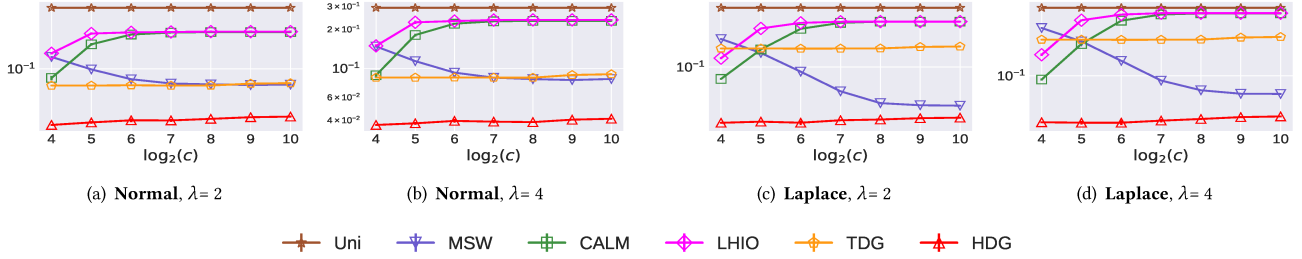 10⁻¹
4 5 6 7 8 9 10
log₂(c)
(a) Normal, λ= 2
3 × 10⁻¹
2 × 10⁻¹
10⁻¹
6 × 10⁻²
4 × 10⁻²
4 5 6 7 8 9 10
log₂(c)
(b) Normal, λ= 4
10⁻¹
4 5 6 7 8 9 10
log₂(c)
(c) Laplace, λ= 2
10⁻¹
4 5 6 7 8 9 10
log₂(c)
(d) Laplace, λ= 4
Uni MSW CALM LHIO TDG HDG